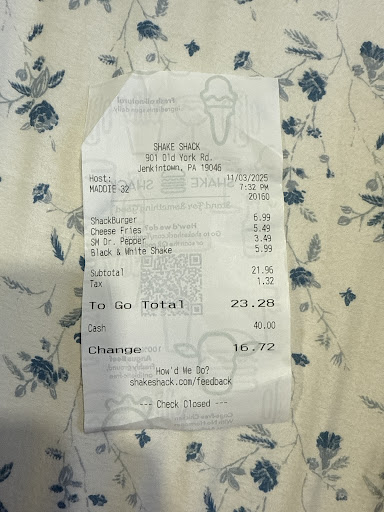 SHAKE SHACK
901 Old York Rd.
Jenkintown, PA 19046
Host: 11/03/2025
MADDIE-32 7:32 PM
20160
ShackBurger 6.99
Cheese Fries 5.49
SM Dr. Pepper 3.49
Black & White Shake 5.99
Subtotal 21.96
Tax 1.32
To Go Total 23.28
Cash 40.00
Change 16.72
How'd We Do?
shakeshack.com/feedback
--- Check Closed ---